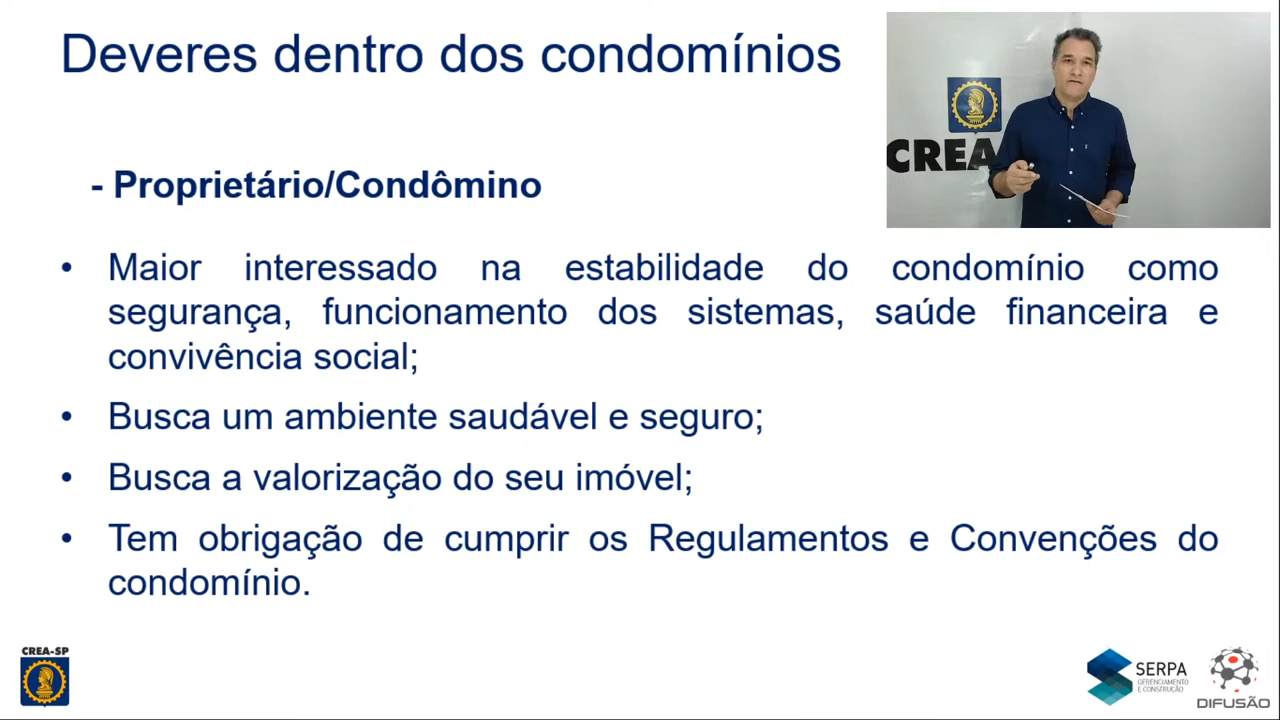 Deveres dentro dos condomínios
CREA
- Proprietário/Condômino
• Maior interessado na estabilidade do condomínio como
segurança, funcionamento dos sistemas, saúde financeira e
convivência social;
• Busca um ambiente saudável e seguro;
• Busca a valorização do seu imóvel;
• Tem obrigação de cumprir os Regulamentos e Convenções do
condomínio.
CREA-SP
SERPA
GERENCIAMENTO
E CONSTRUÇÃO
DIFUSÃO